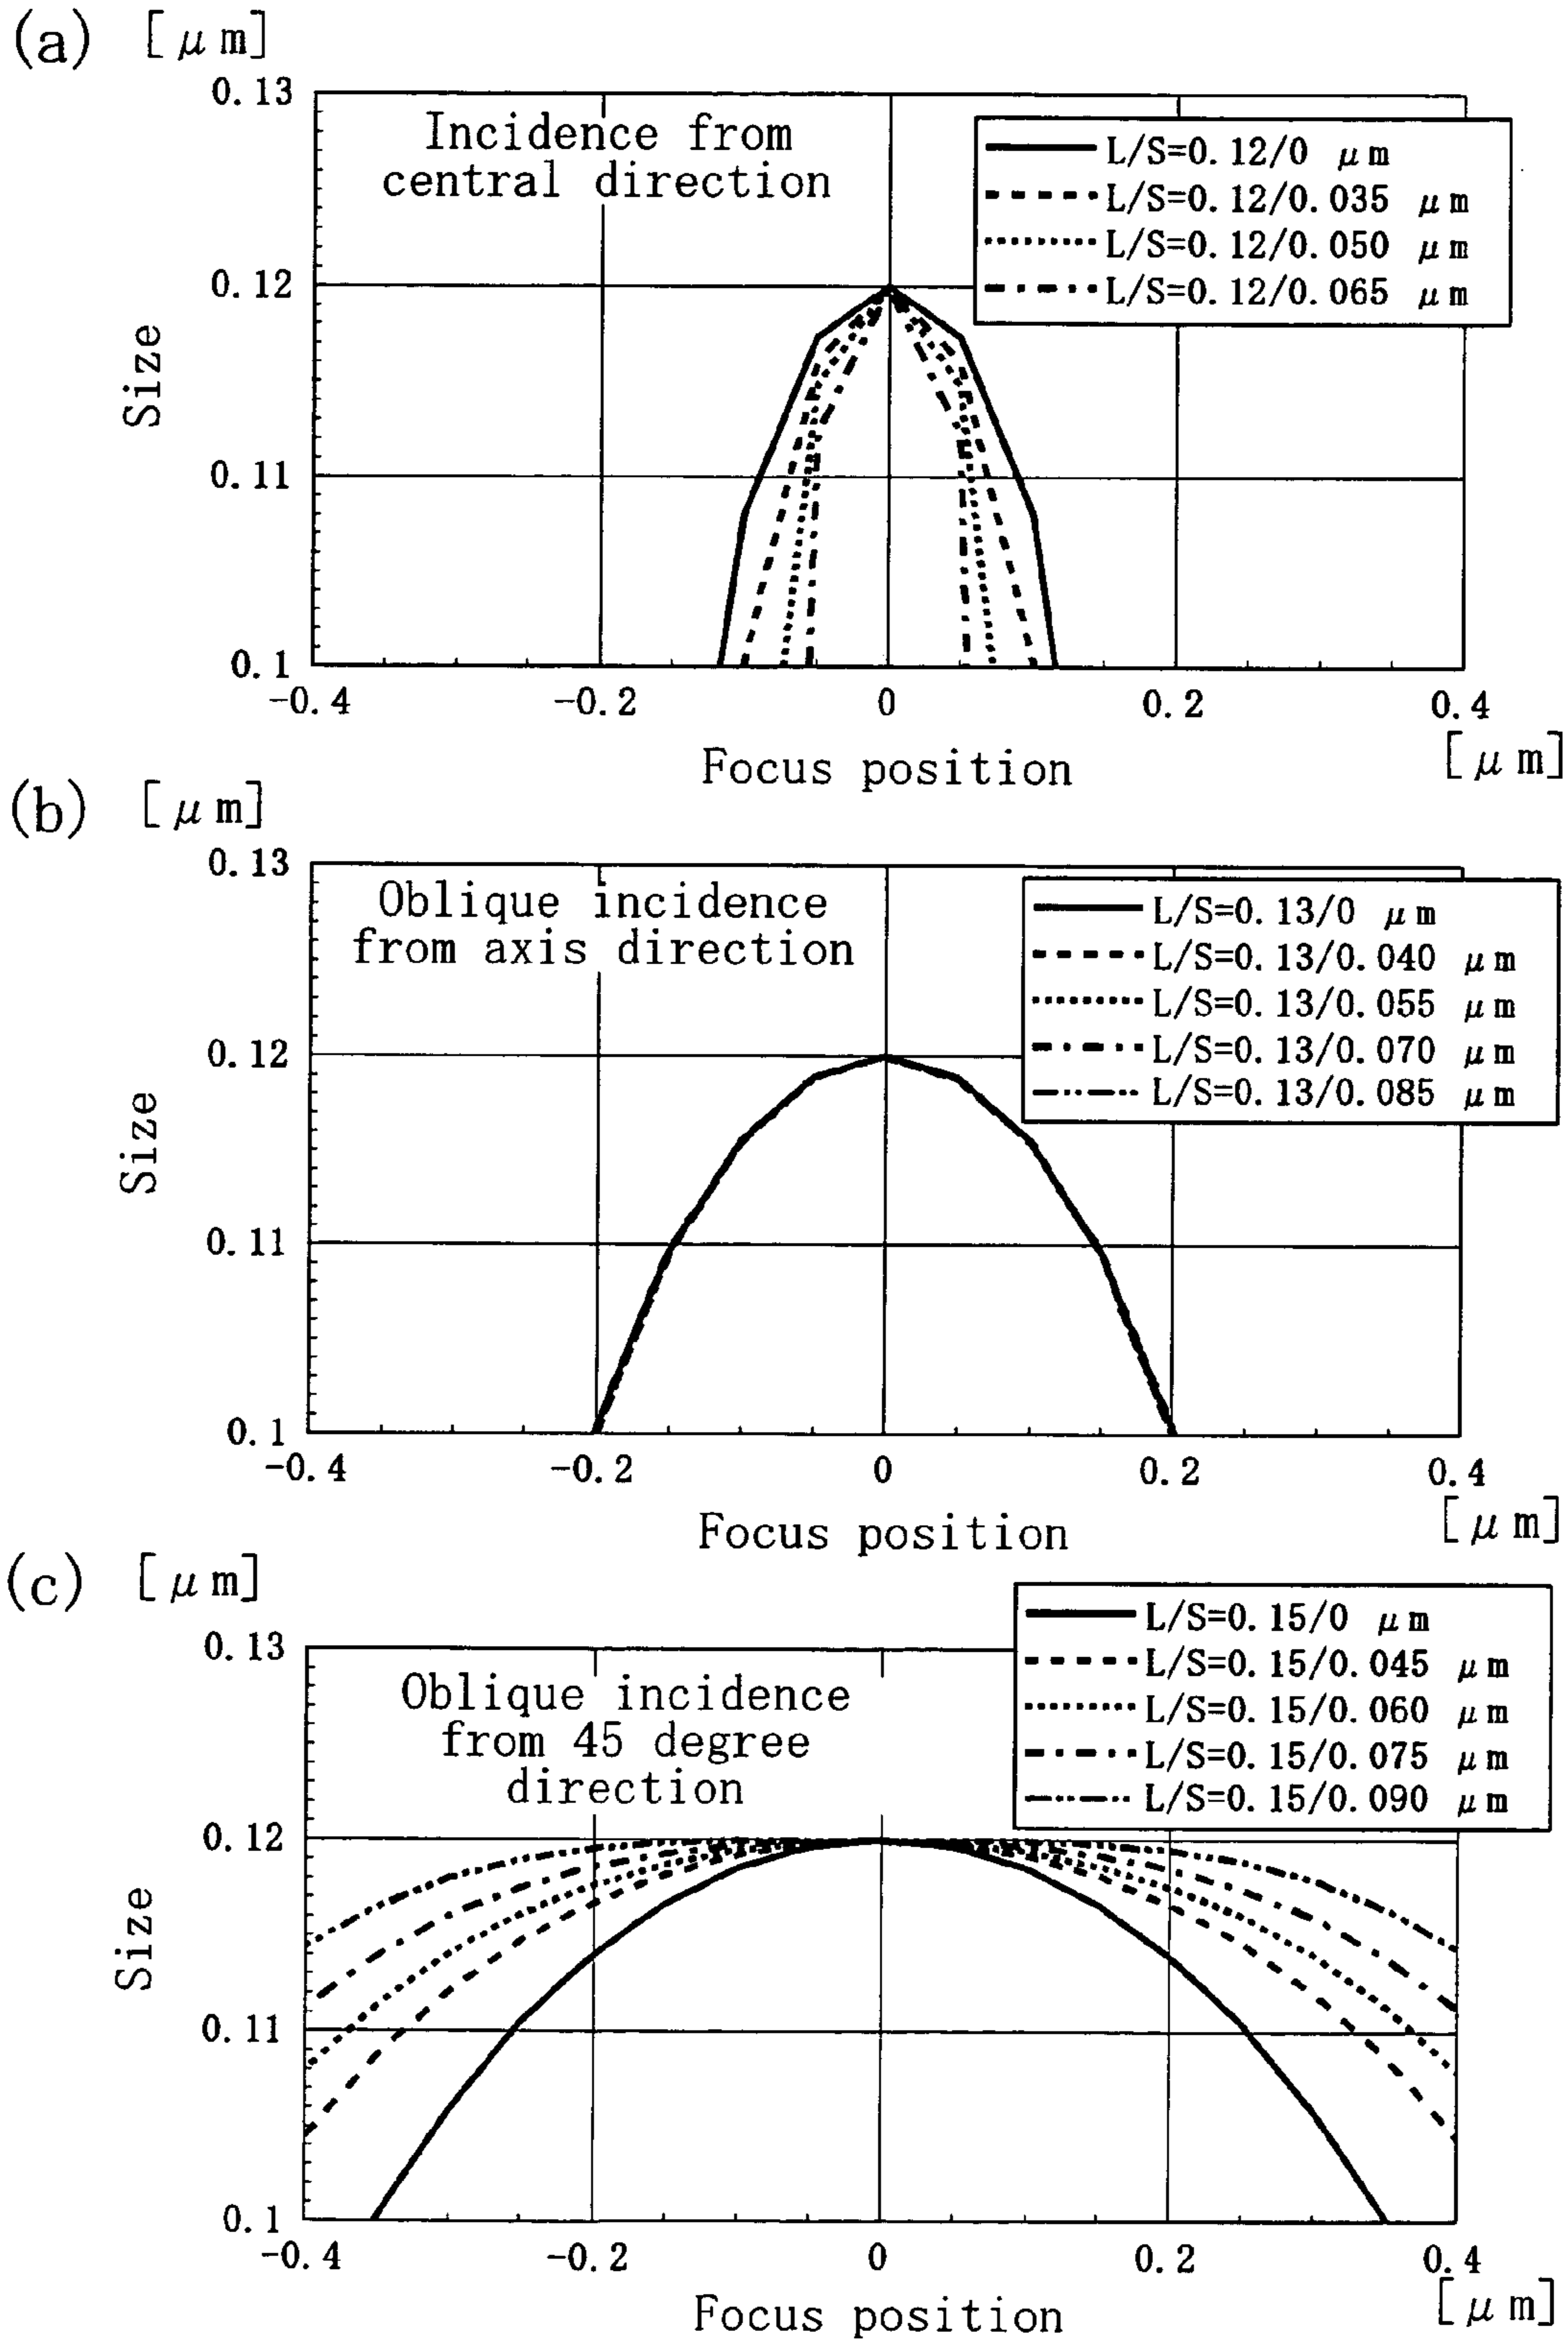 (a) [μm]
0.13
Incidence from
central direction
L/S=0.12/0 μm
L/S=0.12/0.035 μm
L/S=0.12/0.050 μm
L/S=0.12/0.065 μm
0.12
Size
0.11
0.1
-0.4 -0.2 0 0.2 0.4
Focus position [μm]
(b) [μm]
0.13
Oblique incidence
from axis direction
L/S=0.13/0 μm
L/S=0.13/0.040 μm
L/S=0.13/0.055 μm
L/S=0.13/0.070 μm
L/S=0.13/0.085 μm
0.12
Size
0.11
0.1
-0.4 -0.2 0 0.2 0.4
Focus position [μm]
(c) [μm]
0.13
Oblique incidence
from 45 degree
direction
L/S=0.15/0 μm
L/S=0.15/0.045 μm
L/S=0.15/0.060 μm
L/S=0.15/0.075 μm
L/S=0.15/0.090 μm
0.12
Size
0.11
0.1
-0.4 -0.2 0 0.2 0.4
Focus position [μm]